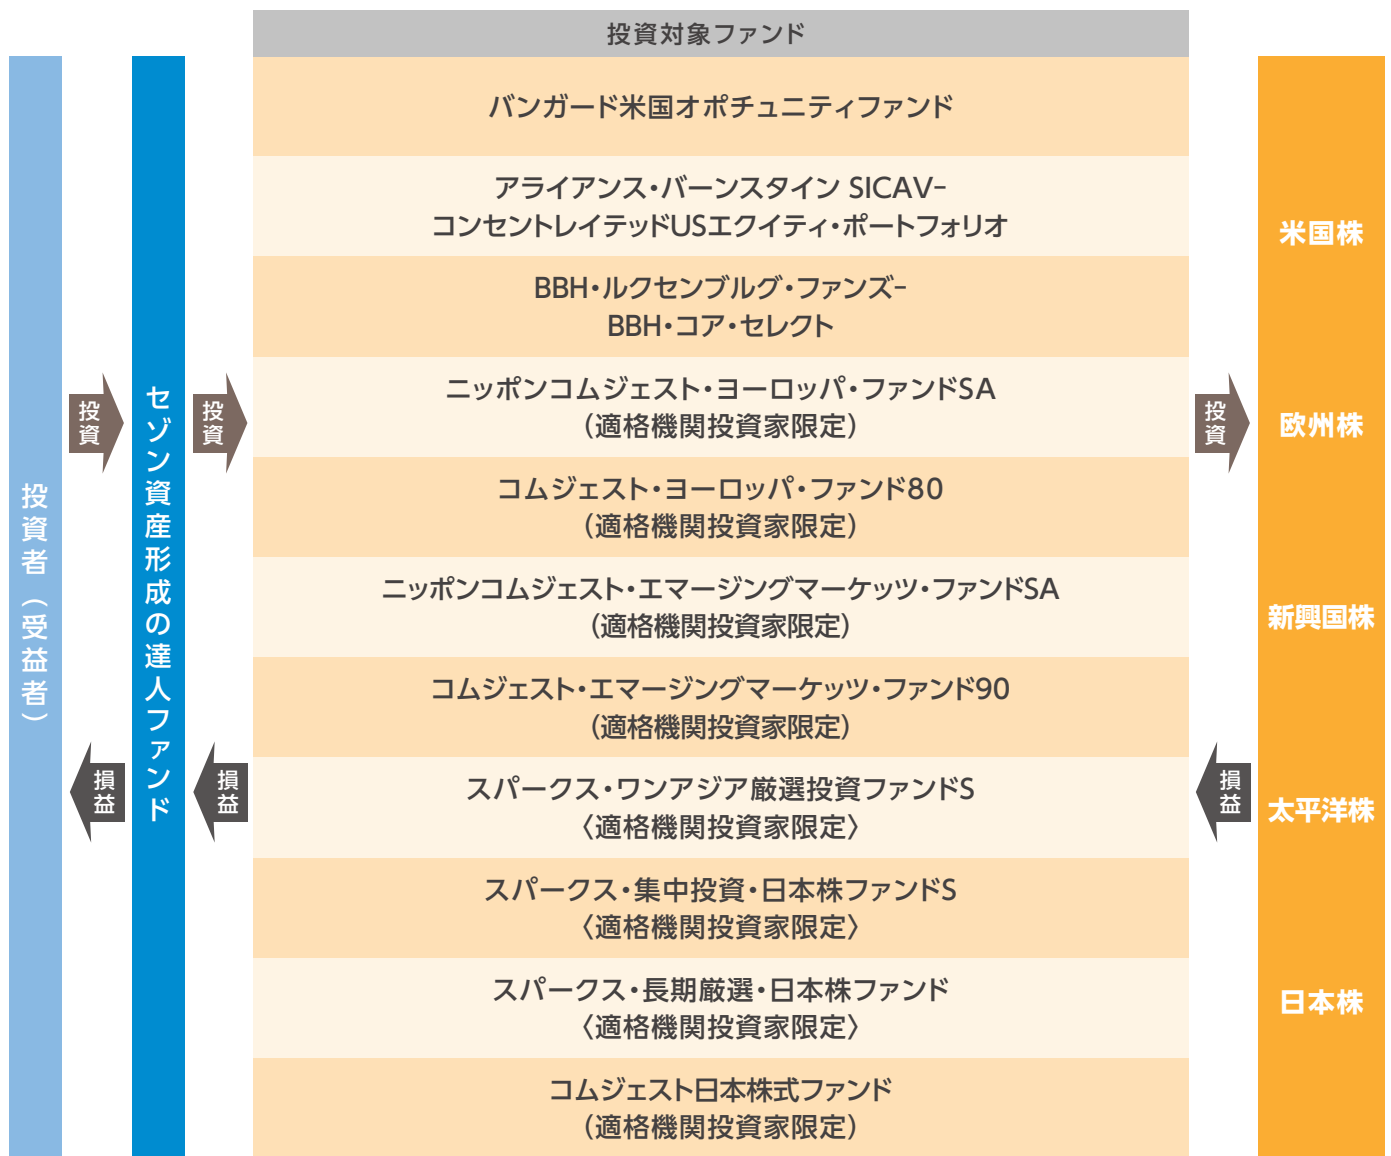 投資対象ファンド
投資者（受益者）
投資
損益
セゾン資産形成の達人ファンド
投資
損益
バンガード米国オポチュニティファンド
アライアンス・バーンスタイン SICAV-
コンセントレイテッドUSエクイティ・ポートフォリオ
BBH・ルクセンブルグ・ファンズ-
BBH・コア・セレクト
ニッポンコムジェスト・ヨーロッパ・ファンドSA
（適格機関投資家限定）
コムジェスト・ヨーロッパ・ファンド80
（適格機関投資家限定）
ニッポンコムジェスト・エマージングマーケッツ・ファンドSA
（適格機関投資家限定）
コムジェスト・エマージングマーケッツ・ファンド90
（適格機関投資家限定）
スパークス・ワンアジア厳選投資ファンドS
〈適格機関投資家限定〉
スパークス・集中投資・日本株ファンドS
〈適格機関投資家限定〉
スパークス・長期厳選・日本株ファンド
〈適格機関投資家限定〉
コムジェスト日本株式ファンド
（適格機関投資家限定）
投資
損益
米国株
欧州株
新興国株
太平洋株
日本株